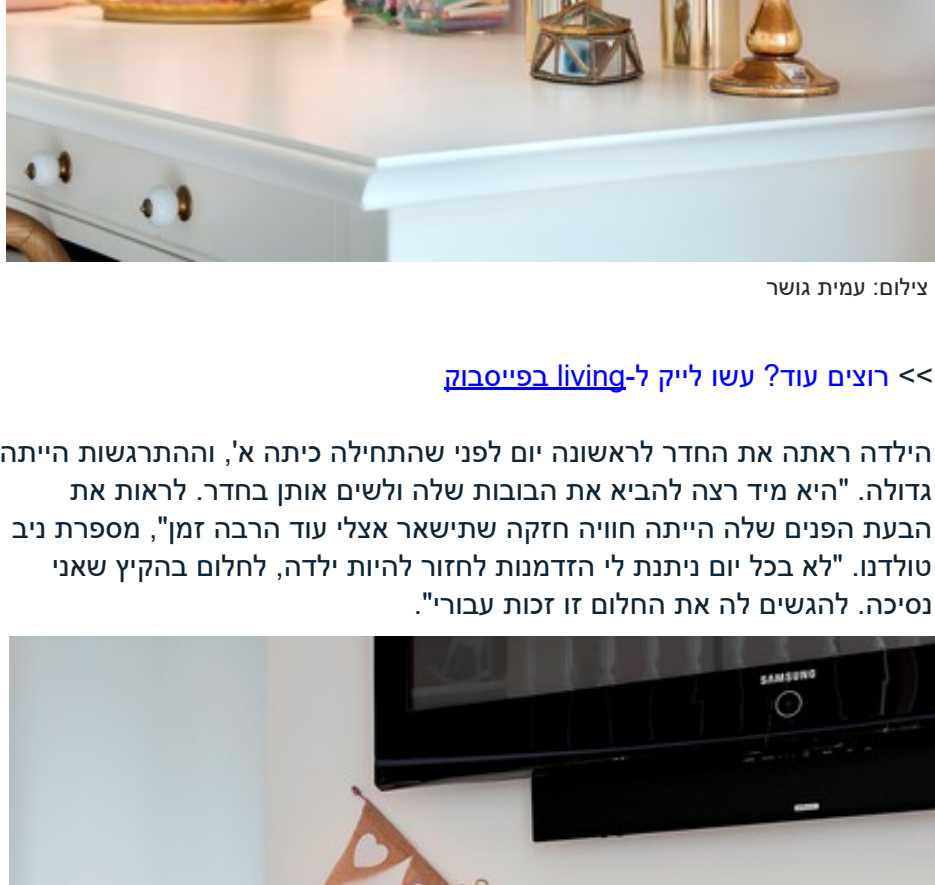 צילום: עמית גושר
>> רוצים עוד? עשו לייק ל-living בפייסבוק
הילדה ראתה את החדר לראשונה יום לפני שהתחילה כיתה א', וההתרגשות הייתה
גדולה. "היא מיד רצה להביא את הבובות שלה ולשים אותן בחדר. לראות את
הבעת הפנים שלה הייתה חוויה חזקה שתישאר אצלי עוד הרבה זמן", מספרת ניב
טולדנו. "לא בכל יום ניתנת לי הזדמנות לחזור להיות ילדה, לחלום בהקיץ שאני
נסיכה. להגשים לה את החלום זו זכות עבורי".
SAMSUNG